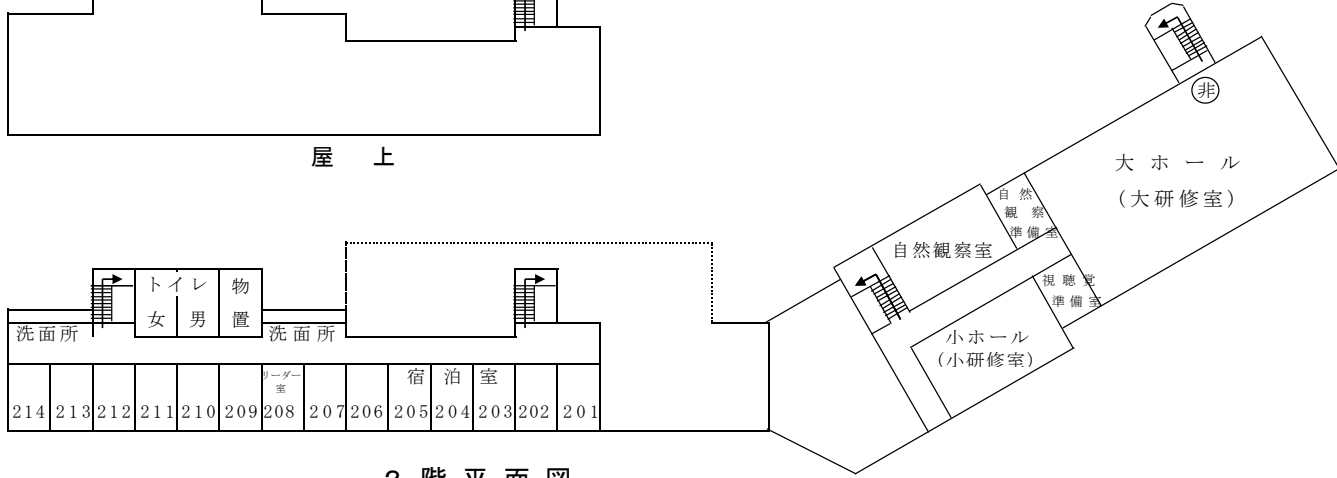 屋 上
非
大 ホ ー ル
(大研修室)
自 然
観 察
準 備 室
自然観察室
視 聴 覚
準 備 室
小ホール
(小研修室)
トイレ 物
女 男 置
洗面所 洗面所
リーダー
室
宿 泊 室
214 213 212 211 210 209 208 207 206 205 204 203 202 201
階 平 面 図